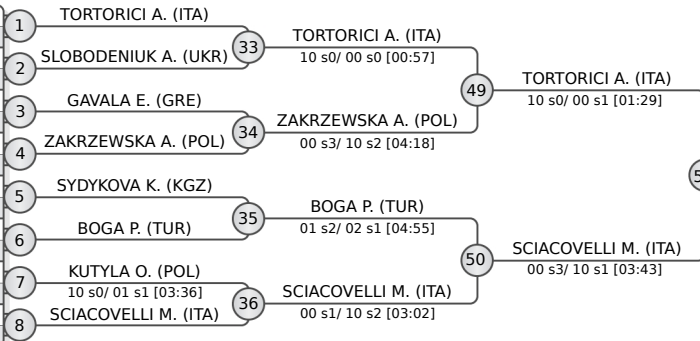 1
TORTORICI A. (ITA)
2
SLOBODENIUK A. (UKR)
33
TORTORICI A. (ITA)
10 s0/ 00 s0 [00:57]
3
GAVALA E. (GRE)
4
ZAKRZEWSKA A. (POL)
34
ZAKRZEWSKA A. (POL)
00 s3/ 10 s2 [04:18]
49
TORTORICI A. (ITA)
10 s0/ 00 s1 [01:29]
5
SYDYKOVA K. (KGZ)
6
BOGA P. (TUR)
35
BOGA P. (TUR)
01 s2/ 02 s1 [04:55]
7
KUTYLA O. (POL)
10 s0/ 01 s1 [03:36]
8
SCIACOVELLI M. (ITA)
36
SCIACOVELLI M. (ITA)
00 s1/ 10 s2 [03:02]
50
SCIACOVELLI M. (ITA)
00 s3/ 10 s1 [03:43]